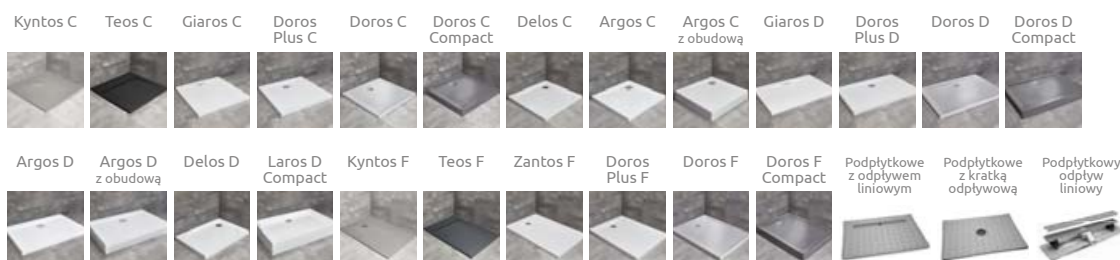 Kyntos C
Teos C
Giaros C
Doros
Plus C
Doros C
Doros C
Compact
Delos C
Argos C
Argos C
z obudową
Giaros D
Doros
Plus D
Doros D
Doros D
Compact
Argos D
Argos D
z obudową
Delos D
Laros D
Compact
Kyntos F
Teos F
Zantos F
Doros
Plus F
Doros F
Doros F
Compact
Podpłytkowe
z odpływem
liniowym
Podpłytkowe
z kratką
odpływową
Podpłytkowy
odpływ
liniowy